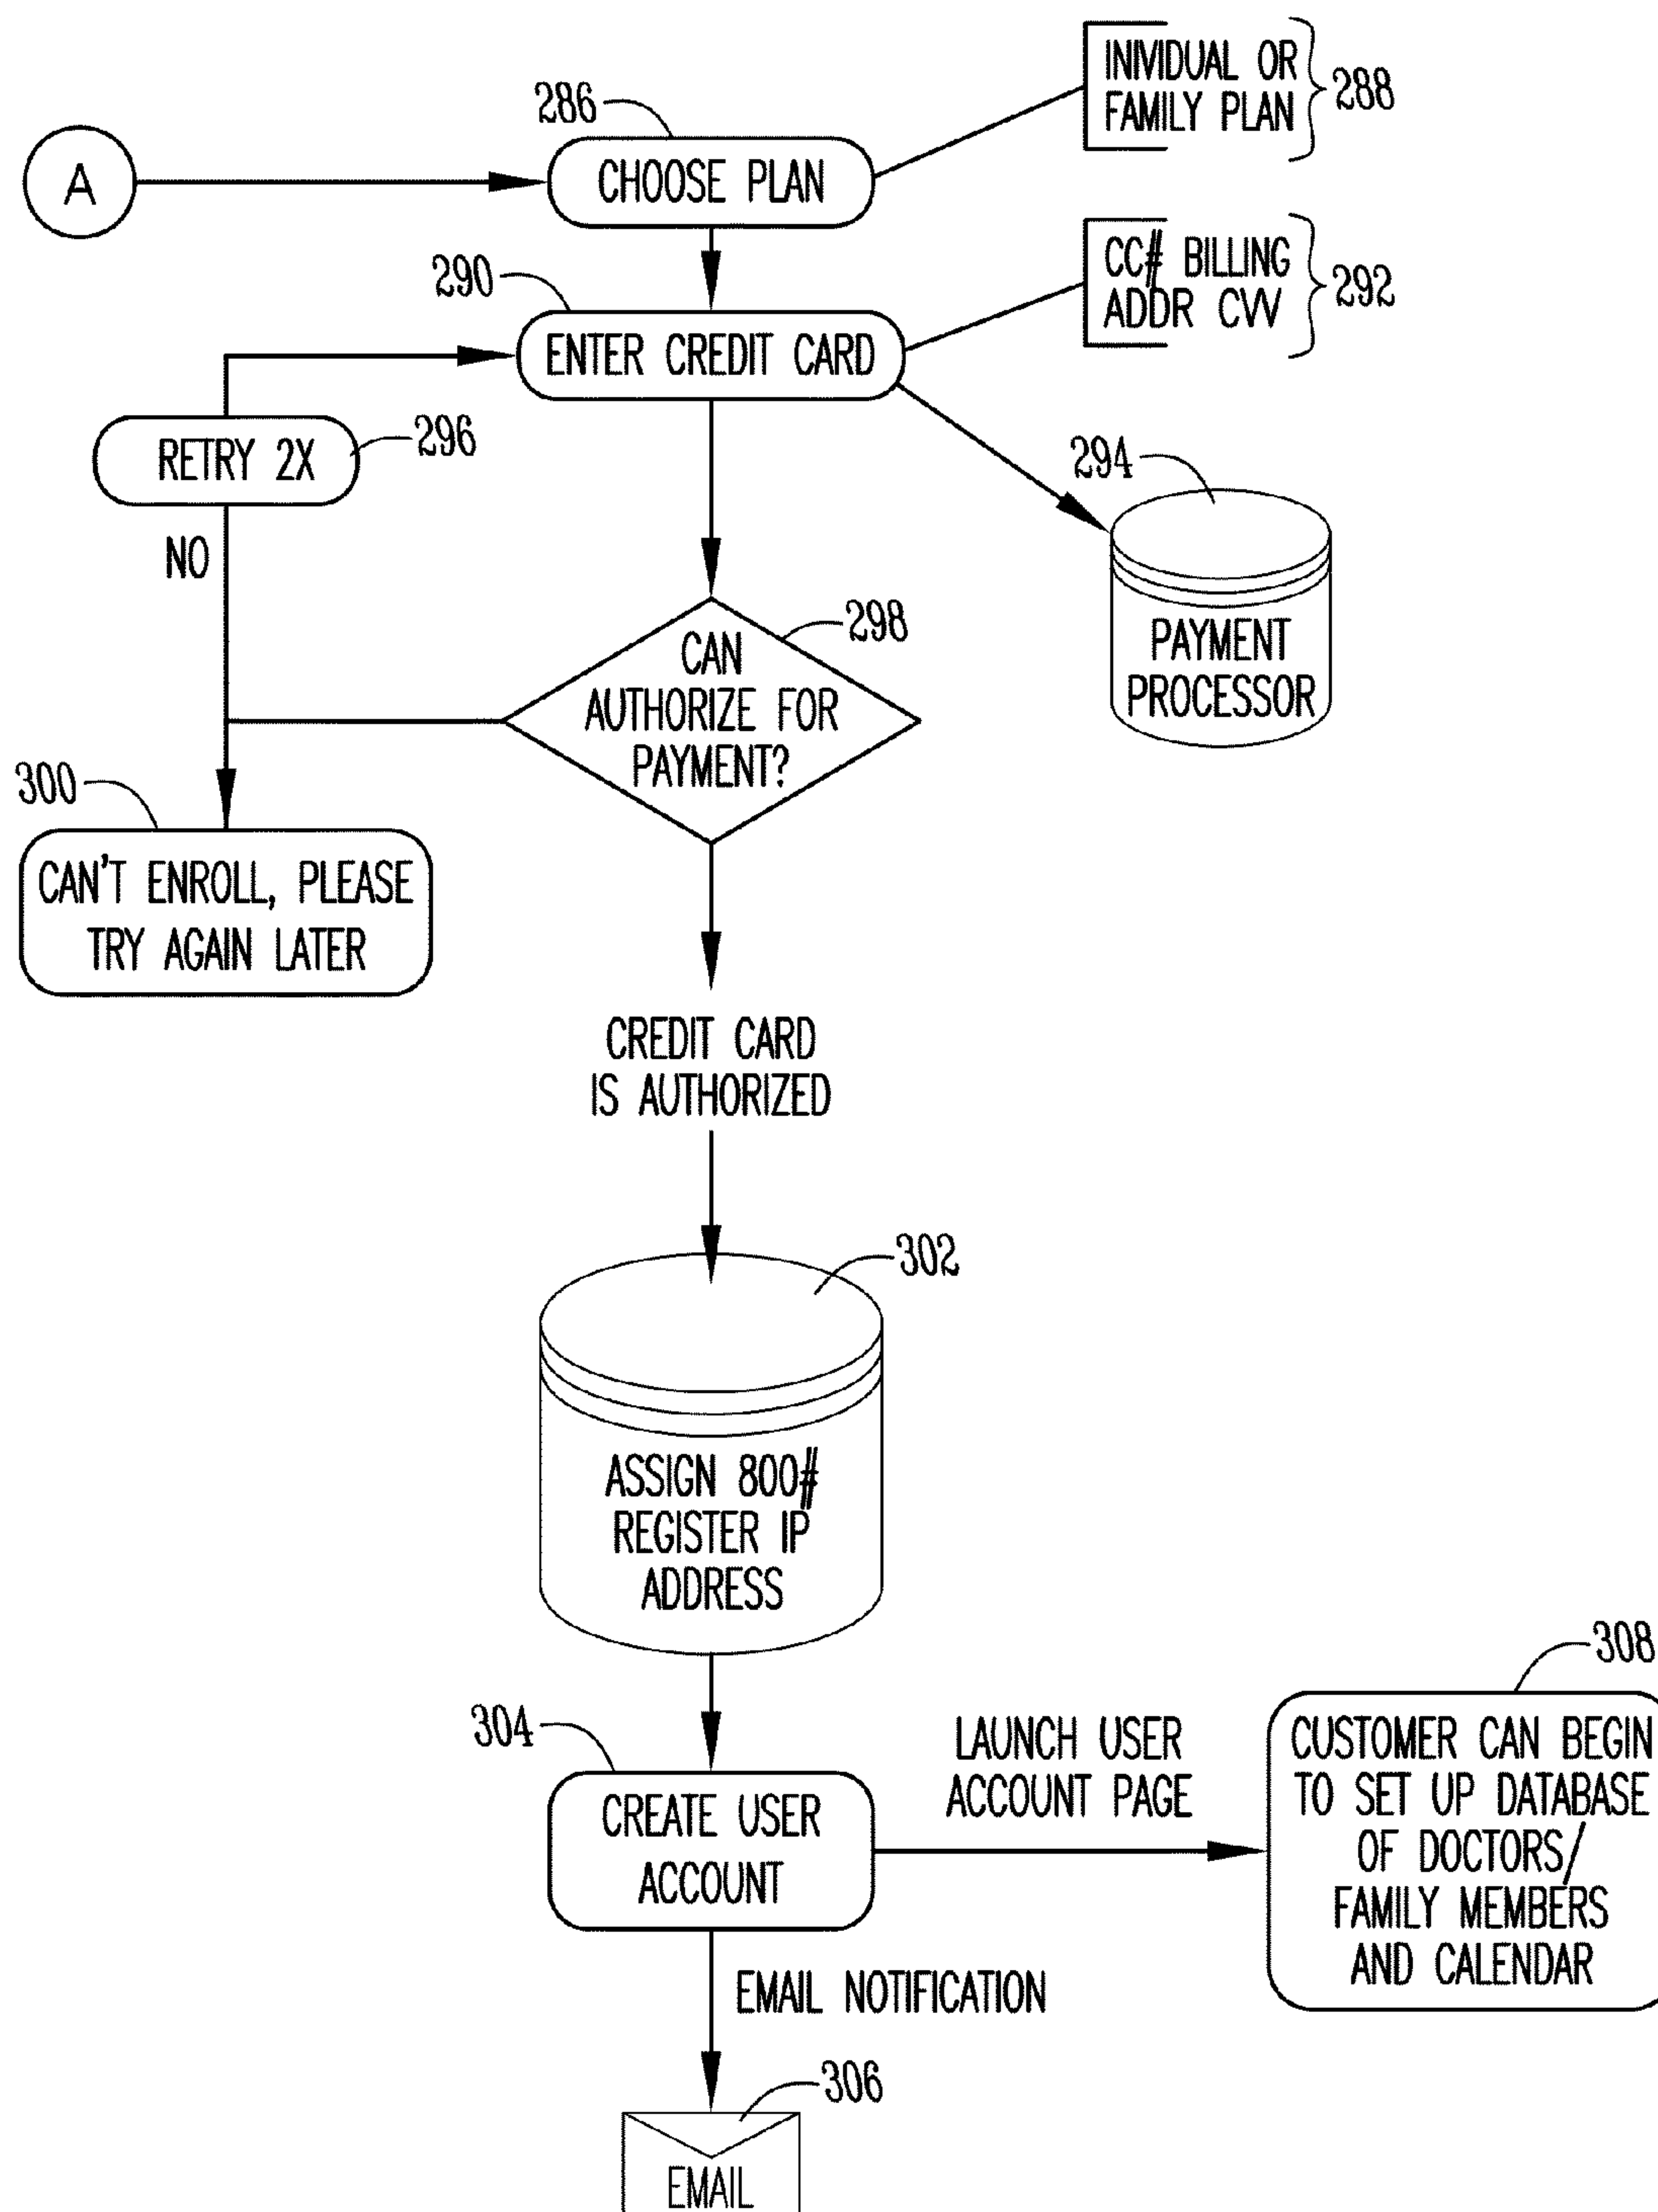 INIVIDUAL OR
FAMILY PLAN
288
286
A
CHOOSE PLAN
CC# BILLING
ADDR CVV
292
290
ENTER CREDIT CARD
RETRY 2X
296
294
NO
298
CAN
AUTHORIZE FOR
PAYMENT?
PAYMENT
PROCESSOR
300
CAN'T ENROLL, PLEASE
TRY AGAIN LATER
CREDIT CARD
IS AUTHORIZED
302
ASSIGN 800#
REGISTER IP
ADDRESS
304
CREATE USER
ACCOUNT
LAUNCH USER
ACCOUNT PAGE
308
CUSTOMER CAN BEGIN
TO SET UP DATABASE
OF DOCTORS/
FAMILY MEMBERS
AND CALENDAR
EMAIL NOTIFICATION
306
EMAIL